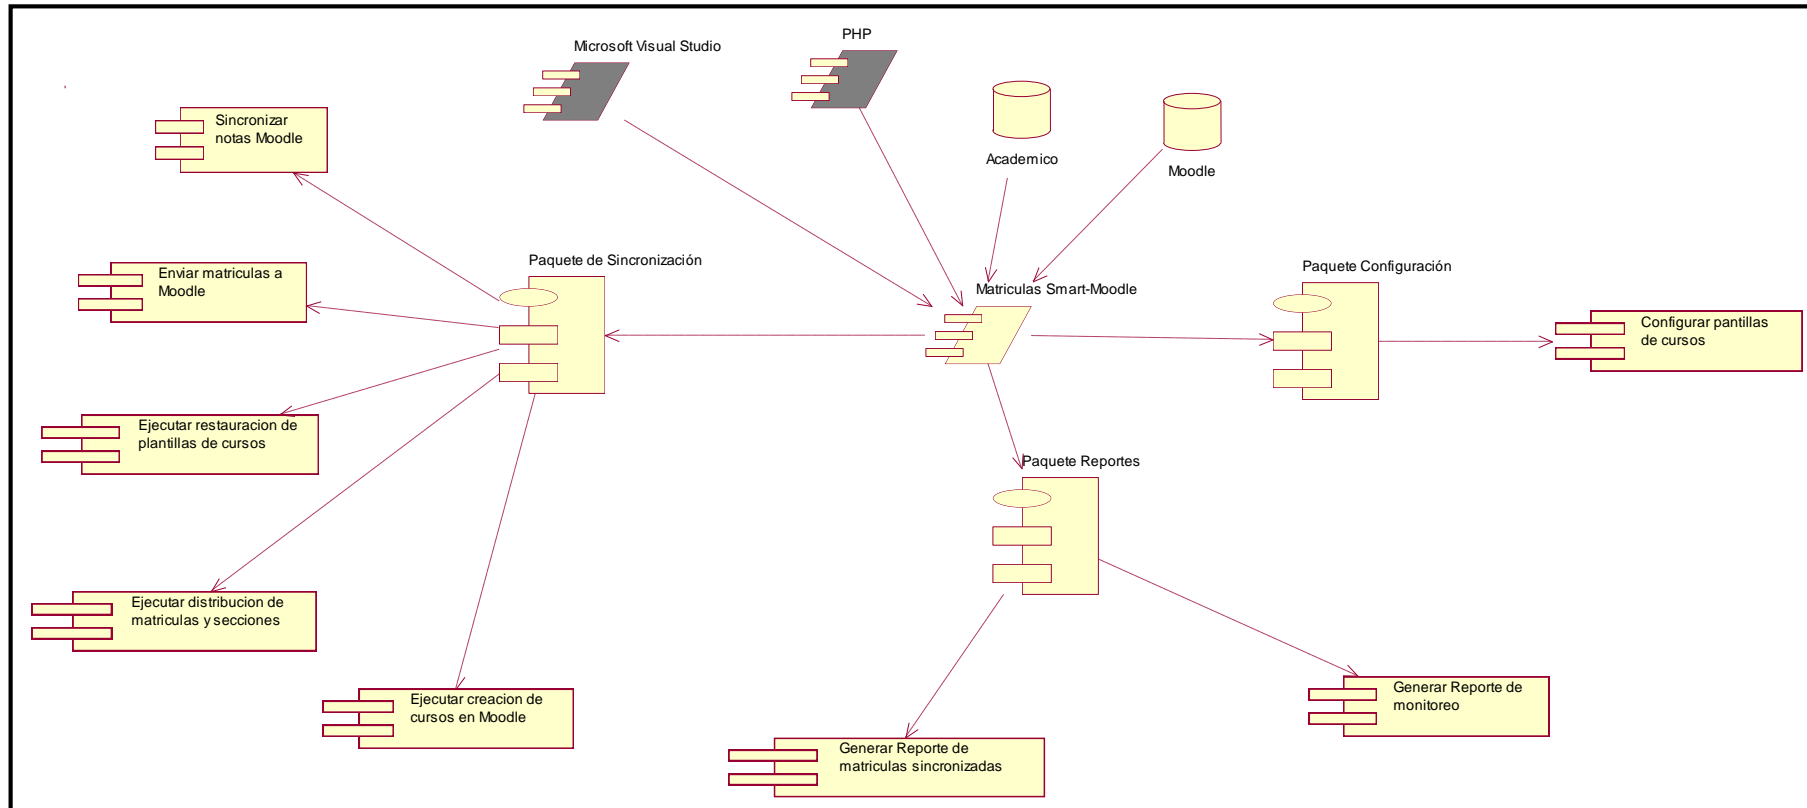 PHP
Microsoft Visual Studio
Sincronizar
notas Moodle
Academico
Moodle
Paquete de Sincronización
Enviar matriculas a
Moodle
Matriculas Smart-Moodle
Paquete Configuración
Configurar pantillas
de cursos
Ejecutar restauracion de
plantillas de cursos
Paquete Reportes
Ejecutar distribucion de
matriculas y secciones
Ejecutar creacion de
cursos en Moodle
Generar Reporte de
monitoreo
Generar Reporte de
matriculas sincronizadas